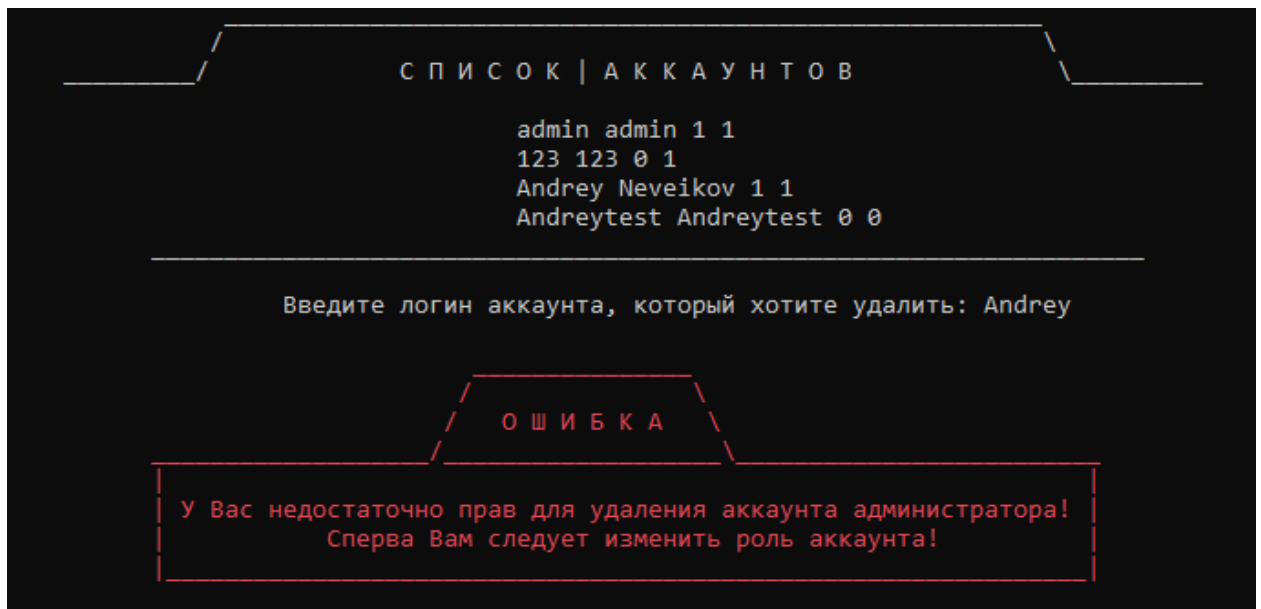 С П И С О К | А К К А У Н Т О В
admin admin 1 1
123 123 0 1
Andrey Neveikov 1 1
Andreytest Andreytest 0 0
Введите логин аккаунта, который хотите удалить: Andrey
О Ш И Б К А
У Вас недостаточно прав для удаления аккаунта администратора!
Сперва Вам следует изменить роль аккаунта!